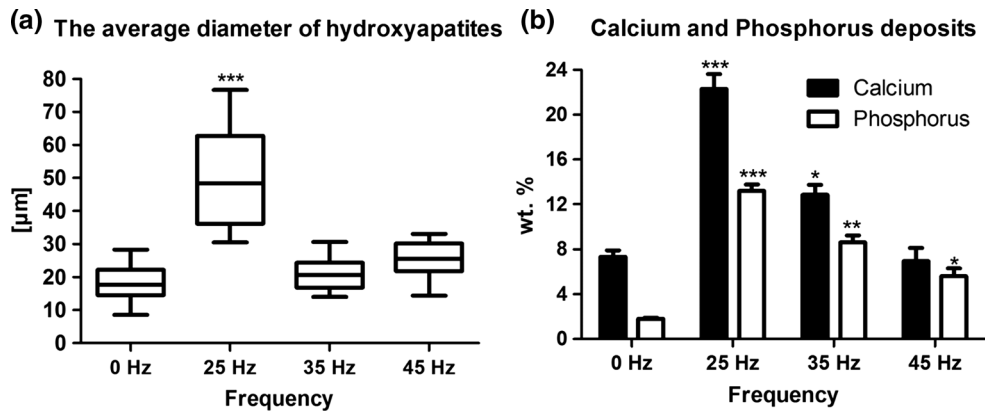 (a) The average diameter of hydroxyapatites
80
70
60
50
40
30
20
10
0
[μm]
***
0 Hz 25 Hz 35 Hz 45 Hz
Frequency
(b) Calcium and Phosphorus deposits
24
20
16
12
8
4
0
wt. %
***
***
*
**
*
Calcium
Phosphorus
0 Hz 25 Hz 35 Hz 45 Hz
Frequency